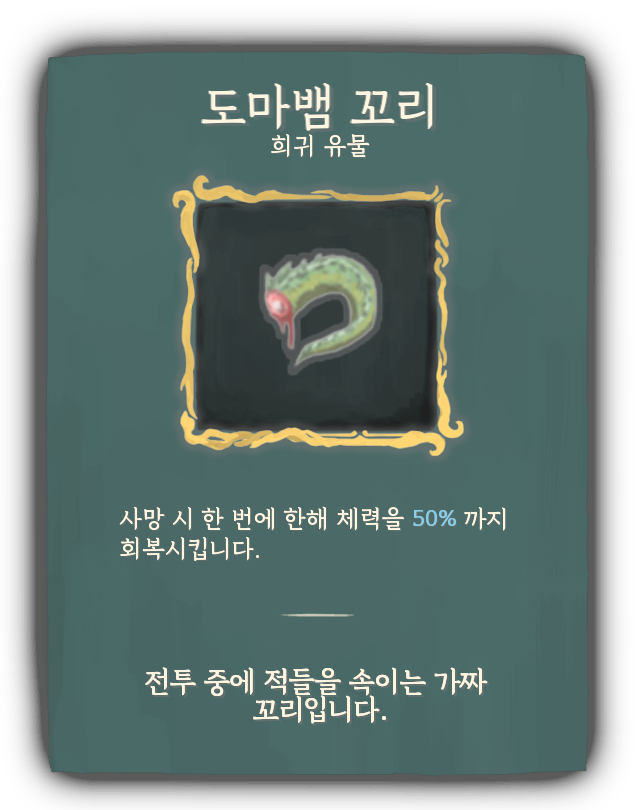 도마뱀 꼬리
희귀 유물
사망 시 한 번에 한해 체력을 50% 까지
회복시킵니다.
전투 중에 적들을 속이는 가짜
꼬리입니다.